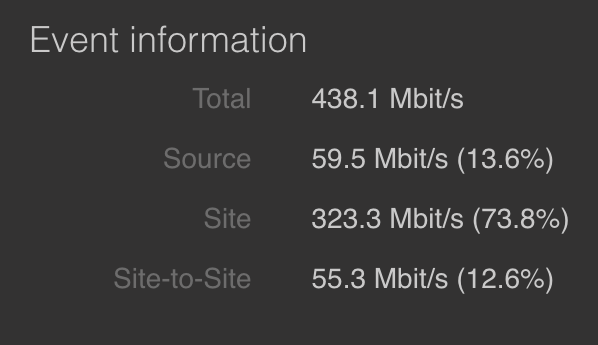 Event information
Total 438.1 Mbit/s
Source 59.5 Mbit/s (13.6%)
Site 323.3 Mbit/s (73.8%)
Site-to-Site 55.3 Mbit/s (12.6%)